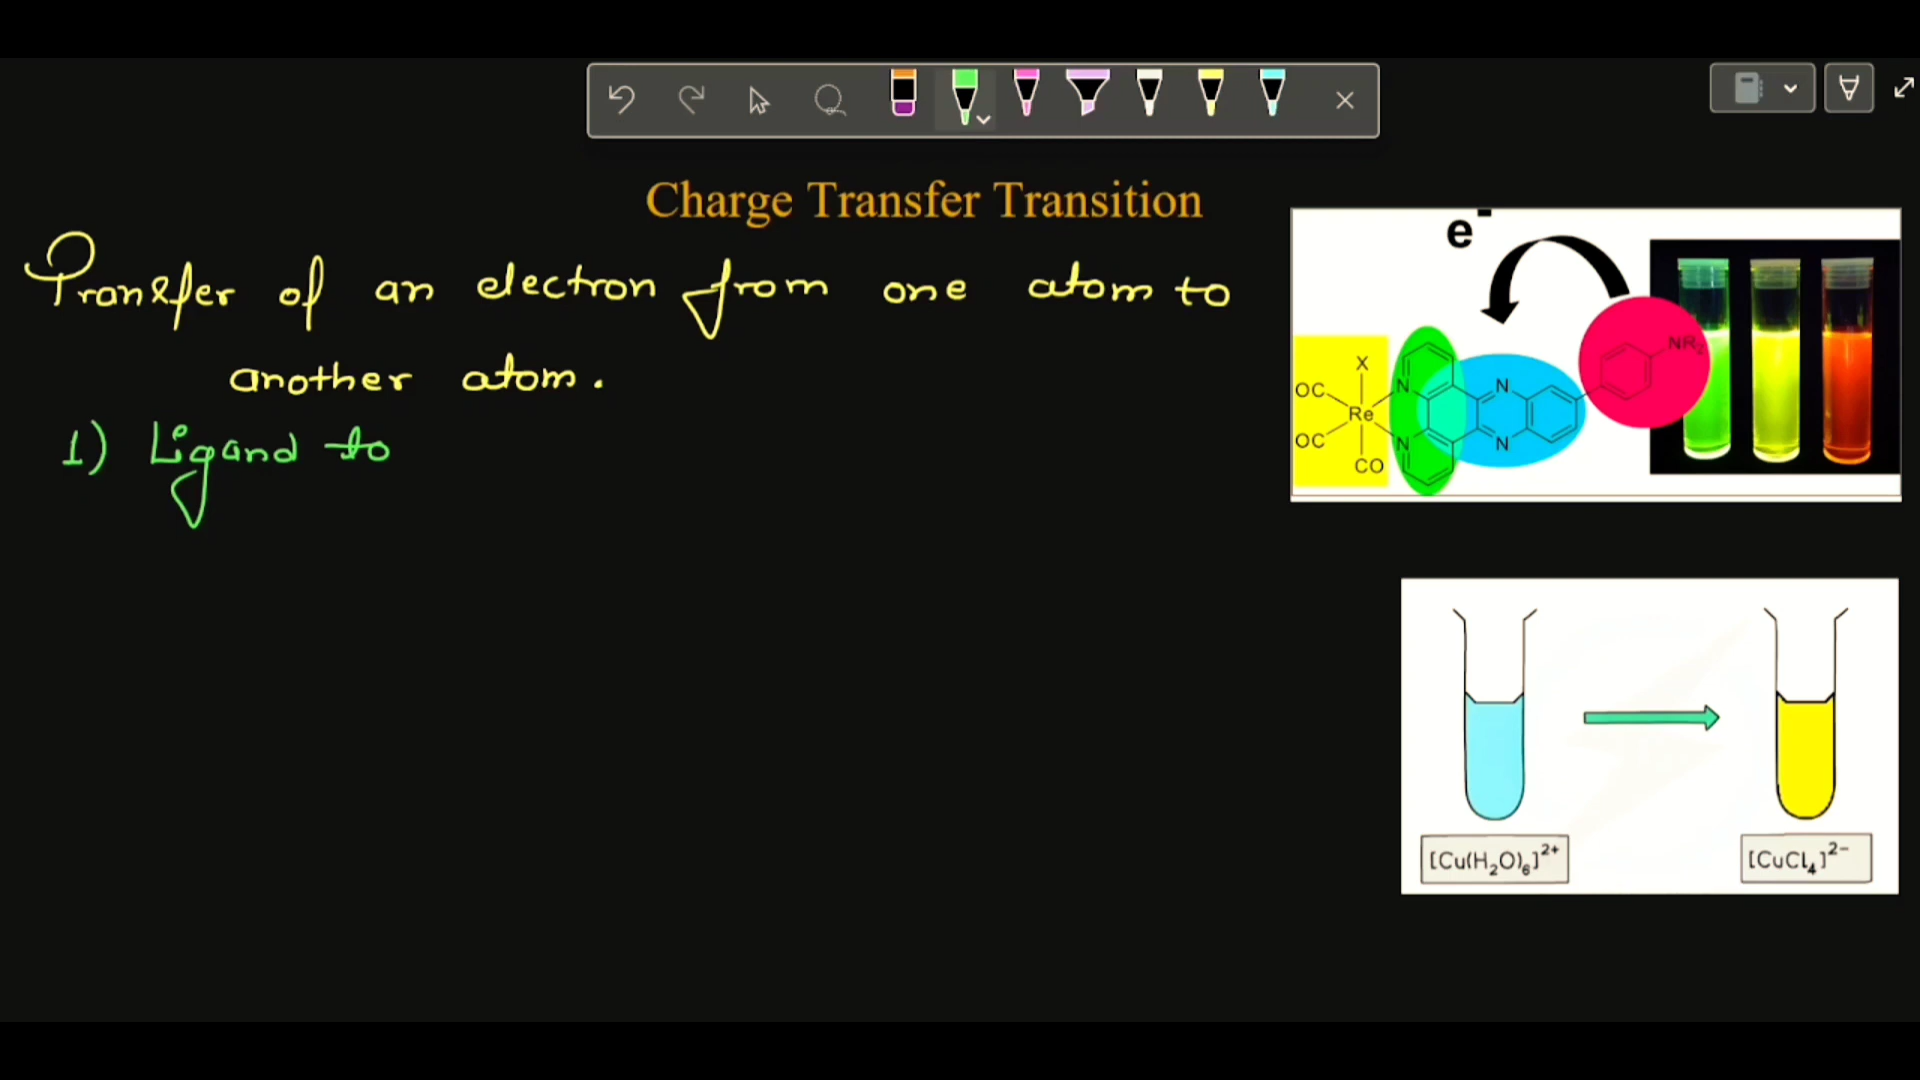 Charge Transfer Transition
Transfer of an electron from one atom to
another atom.
1) Ligand to
e⁻
NR₂
X
OC
N
N
Re
OC
N
N
CO
[Cu(H₂O)₆]²⁺
[CuCl₄]²⁻